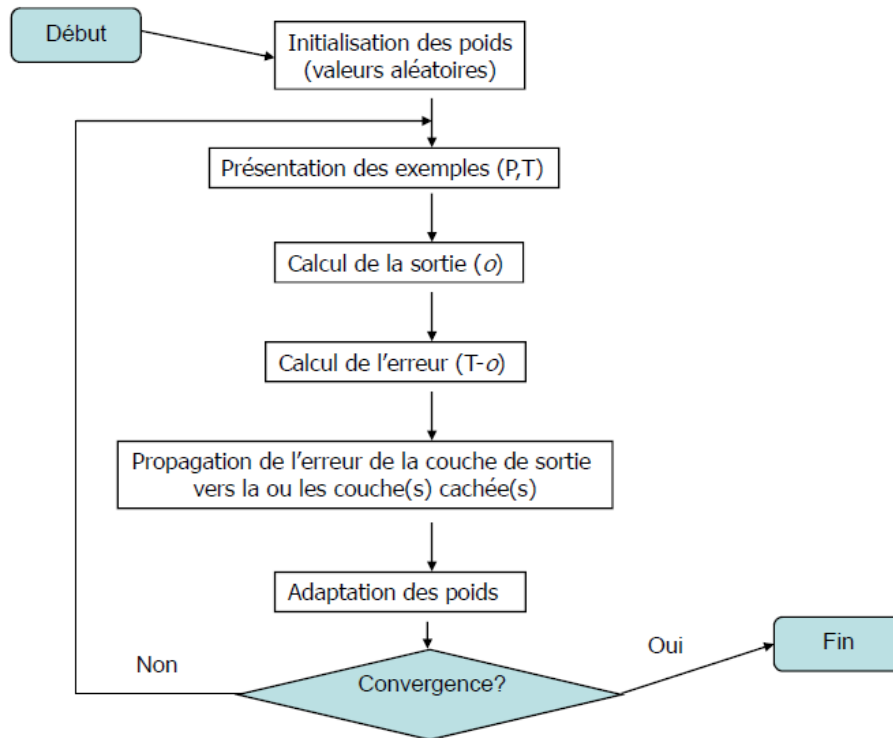 Début
Initialisation des poids
(valeurs aléatoires)
Présentation des exemples (P,T)
Calcul de la sortie (o)
Calcul de l'erreur (T-o)
Propagation de l'erreur de la couche de sortie
vers la ou les couche(s) cachée(s)
Adaptation des poids
Convergence?
Non
Oui
Fin